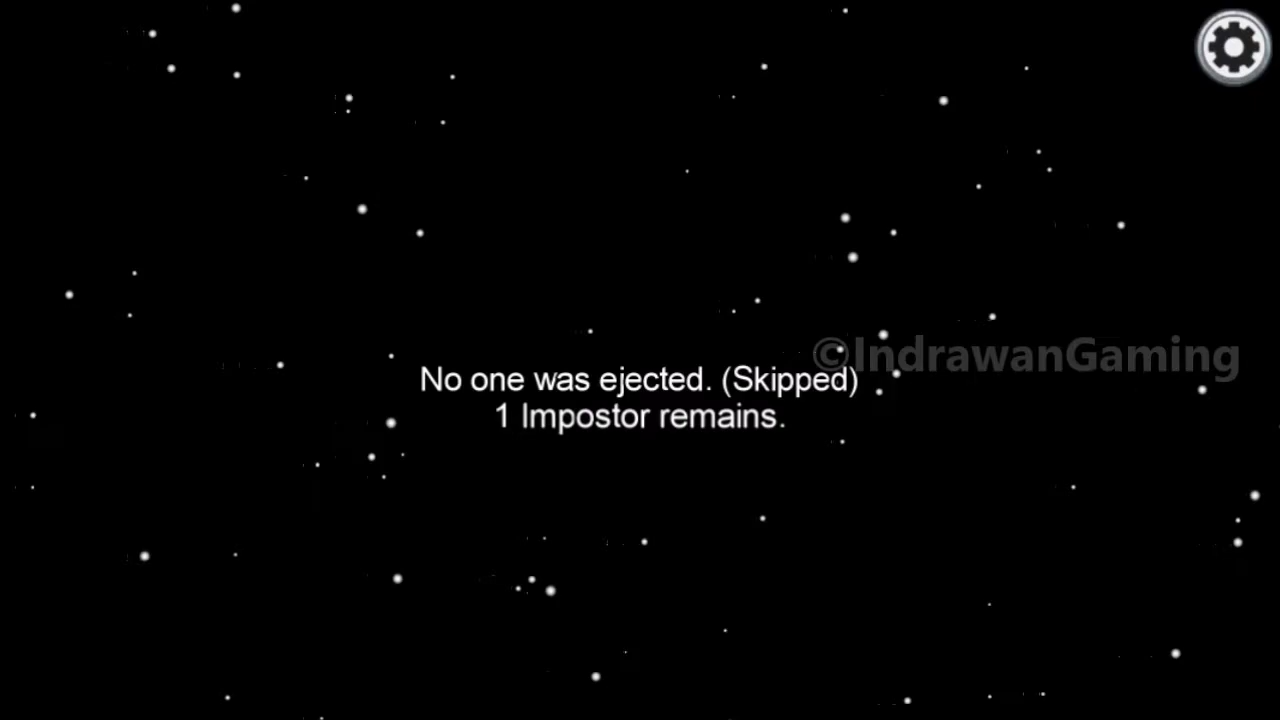 ©IndrawanGaming
No one was ejected. (Skipped)
1 Impostor remains.